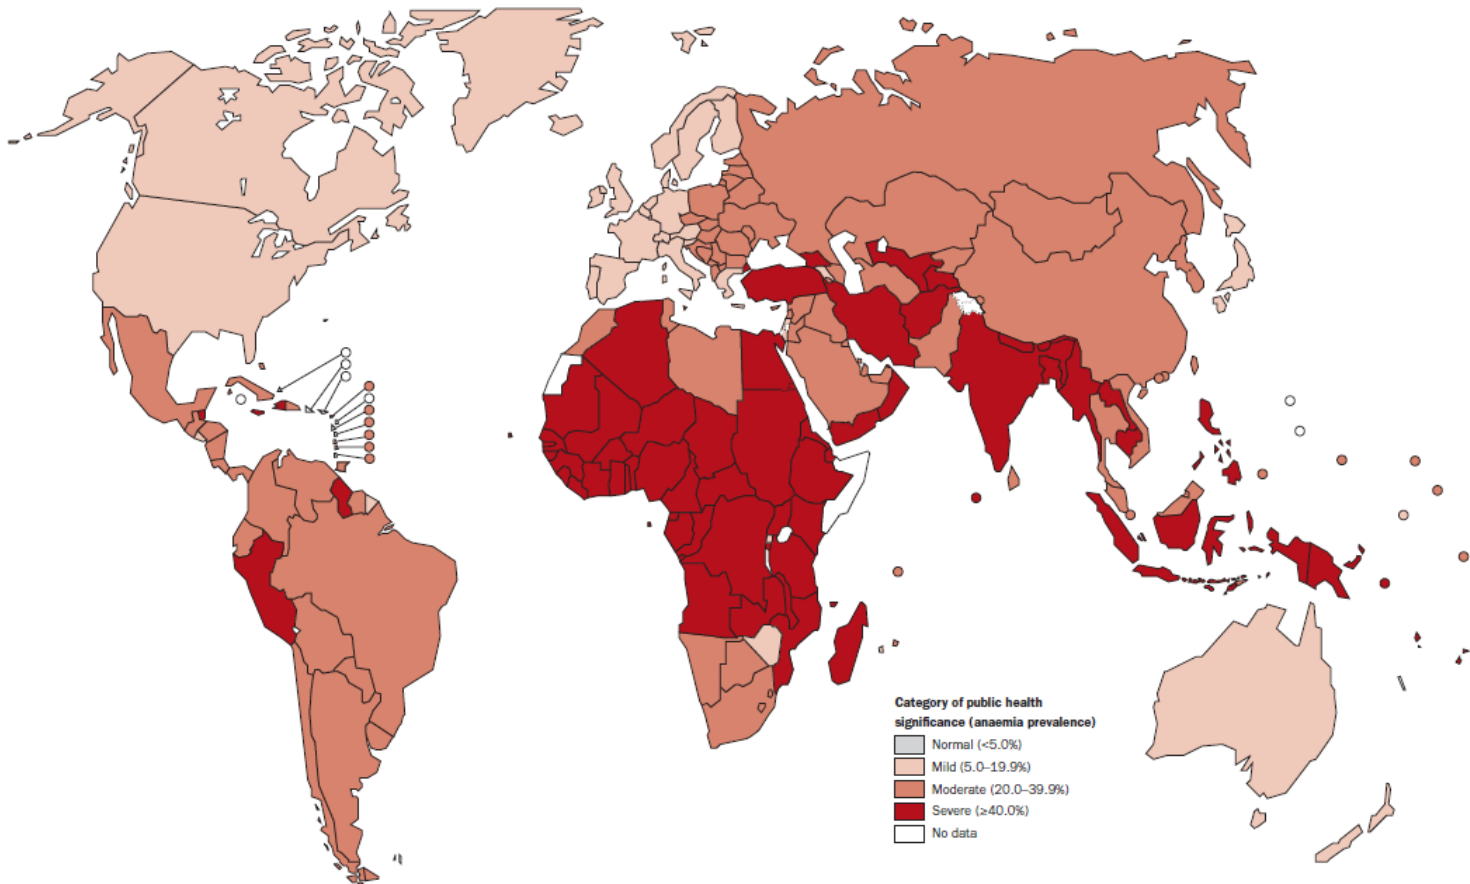 Category of public health
significance (anaemia prevalence)
Normal (<5.0%)
Mild (5.0–19.9%)
Moderate (20.0–39.9%)
Severe (≥40.0%)
No data